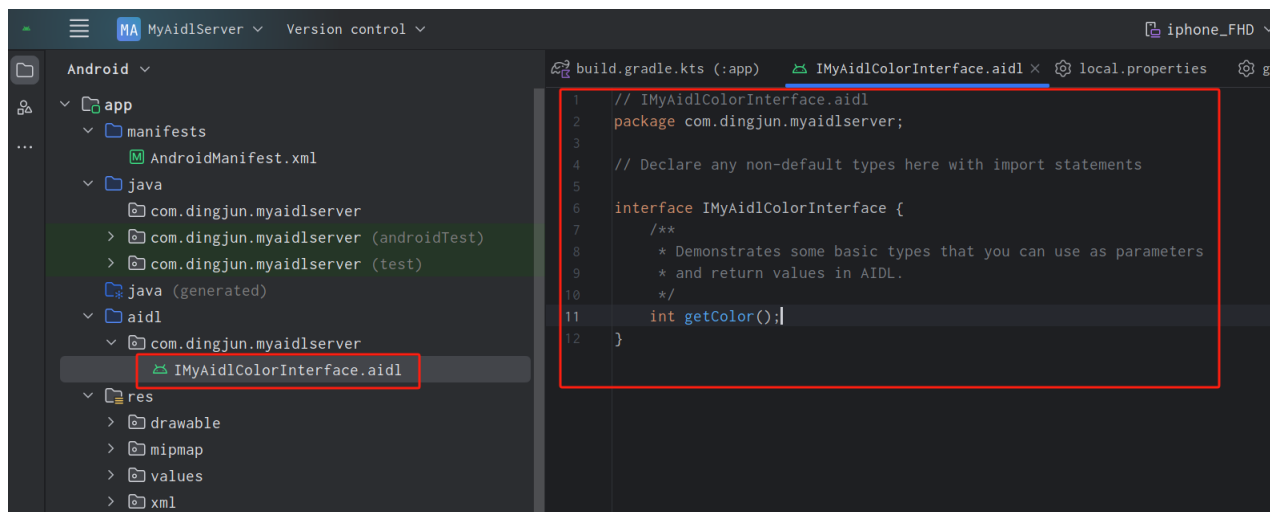 MA MyAidlServer Version control iphone_FHD
Android
build.gradle.kts (:app) IMyAidlColorInterface.aidl local.properties g
app
manifests
AndroidManifest.xml
java
com.dingjun.myaidlserver
com.dingjun.myaidlserver (androidTest)
com.dingjun.myaidlserver (test)
java (generated)
aidl
com.dingjun.myaidlserver
IMyAidlColorInterface.aidl
res
drawable
mipmap
values
xml
1 // IMyAidlColorInterface.aidl
2 package com.dingjun.myaidlserver;
3
4 // Declare any non-default types here with import statements
5
6 interface IMyAidlColorInterface {
7 /**
8 * Demonstrates some basic types that you can use as parameters
9 * and return values in AIDL.
10 */
11 int getColor();
12 }